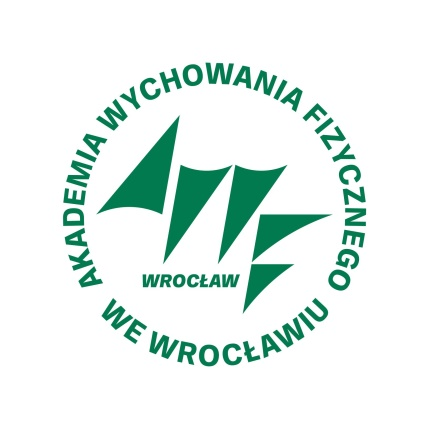 AKADEMIA WYCHOWANIA FIZYCZNEGO
WE WROCŁAWIU
AWF
WROCŁAW